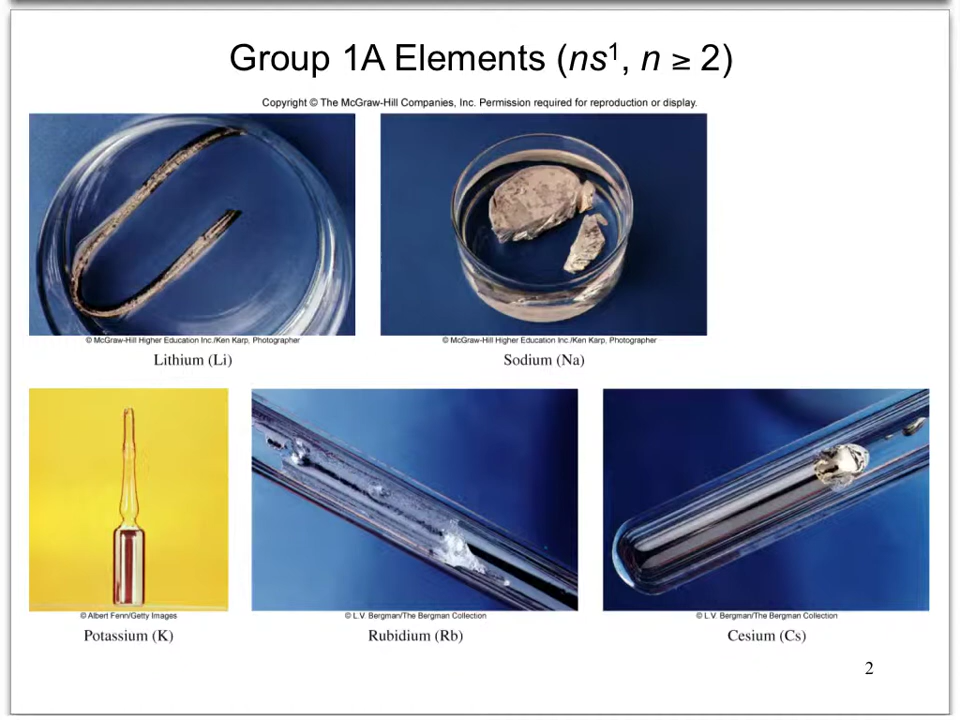 Group 1A Elements (ns¹, n ≥ 2)
Copyright © The McGraw-Hill Companies, Inc. Permission required for reproduction or display.
© McGraw-Hill Higher Education Inc./Ken Karp, Photographer
Lithium (Li)
© McGraw-Hill Higher Education Inc./Ken Karp, Photographer
Sodium (Na)
© Albert Fenn/Getty Images
Potassium (K)
© L.V. Bergman/The Bergman Collection
Rubidium (Rb)
© L.V. Bergman/The Bergman Collection
Cesium (Cs)
2